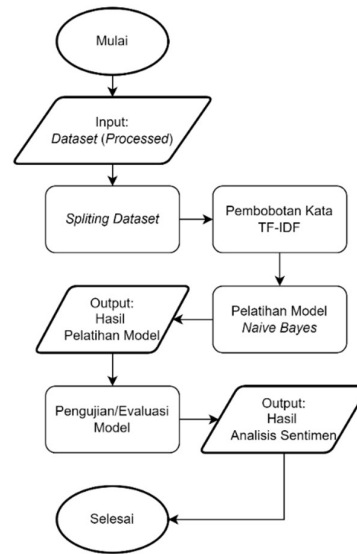 Mulai
Input:
Dataset (Processed)
Spliting Dataset
Pembobotan Kata
TF-IDF
Pelatihan Model
Naive Bayes
Output:
Hasil
Pelatihan Model
Pengujian/Evaluasi
Model
Output:
Hasil
Analisis Sentimen
Selesai